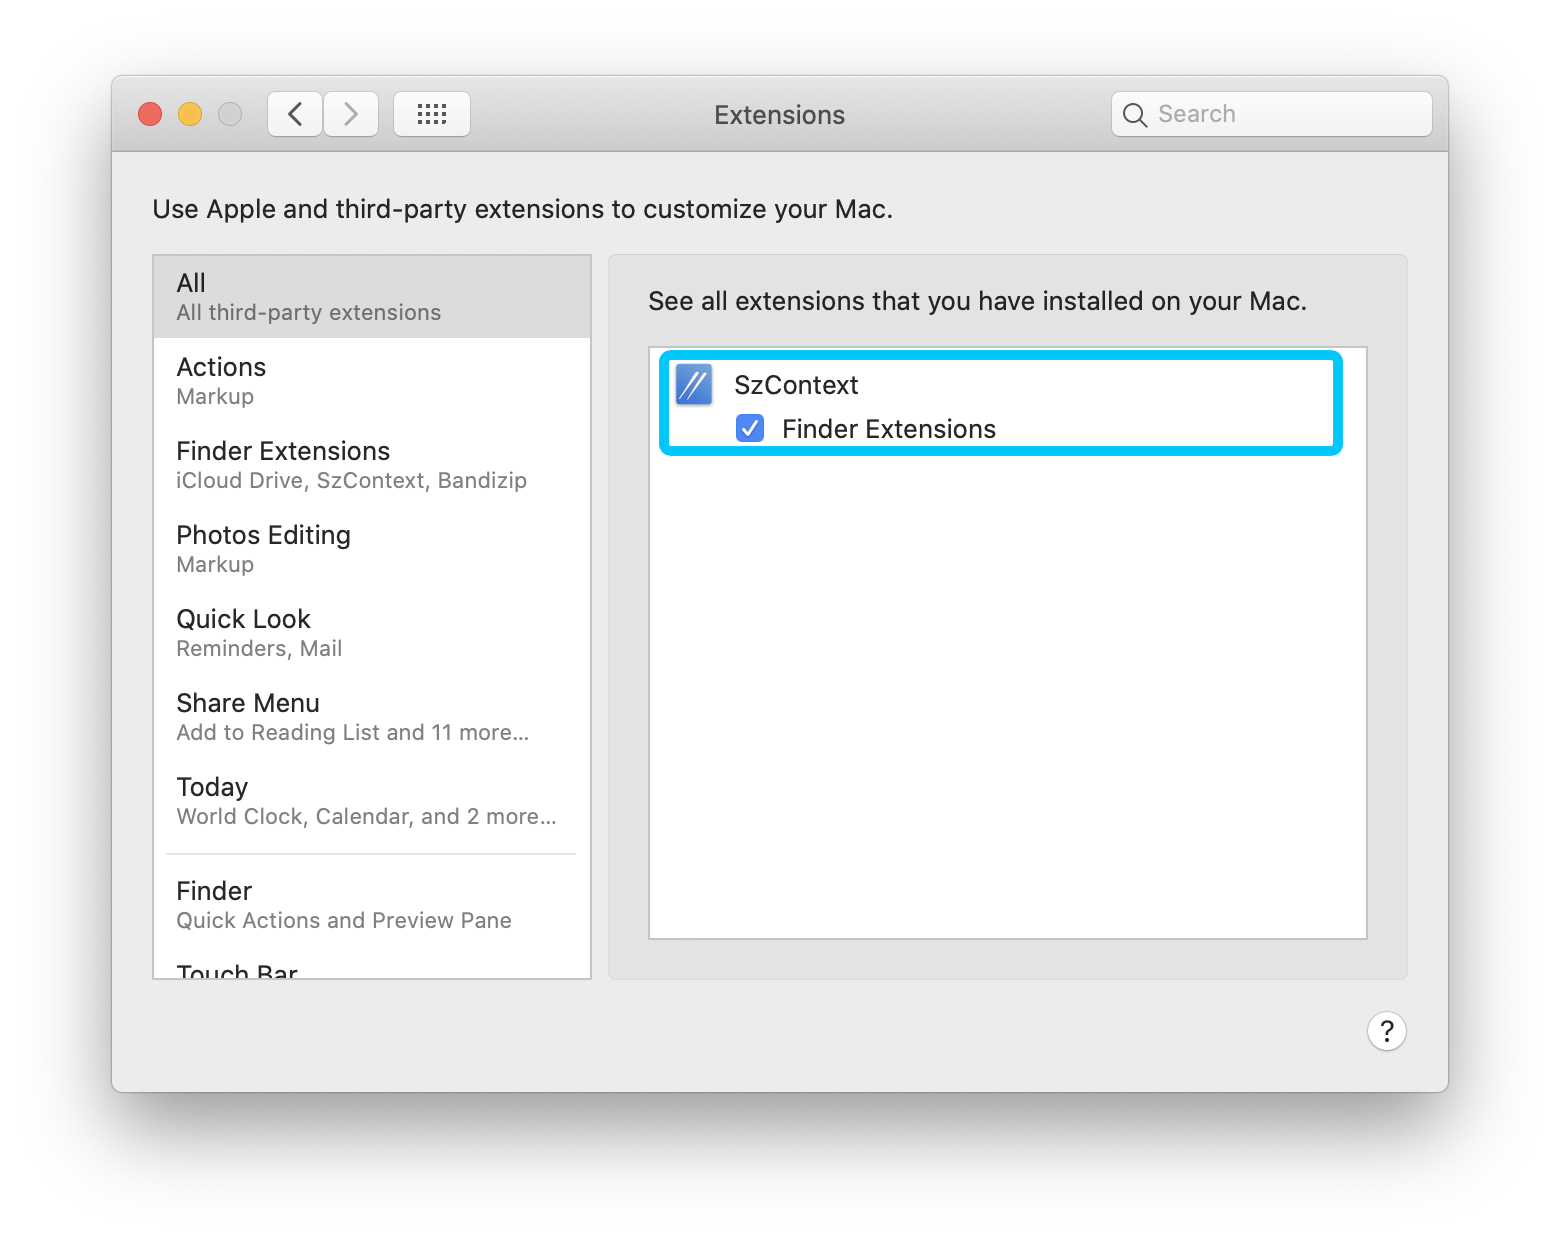 Extensions
Search
Use Apple and third-party extensions to customize your Mac.
All
All third-party extensions
Actions
Markup
Finder Extensions
iCloud Drive, SzContext, Bandizip
Photos Editing
Markup
Quick Look
Reminders, Mail
Share Menu
Add to Reading List and 11 more...
Today
World Clock, Calendar, and 2 more...
Finder
Quick Actions and Preview Pane
Touch Bar
See all extensions that you have installed on your Mac.
SzContext
Finder Extensions
?